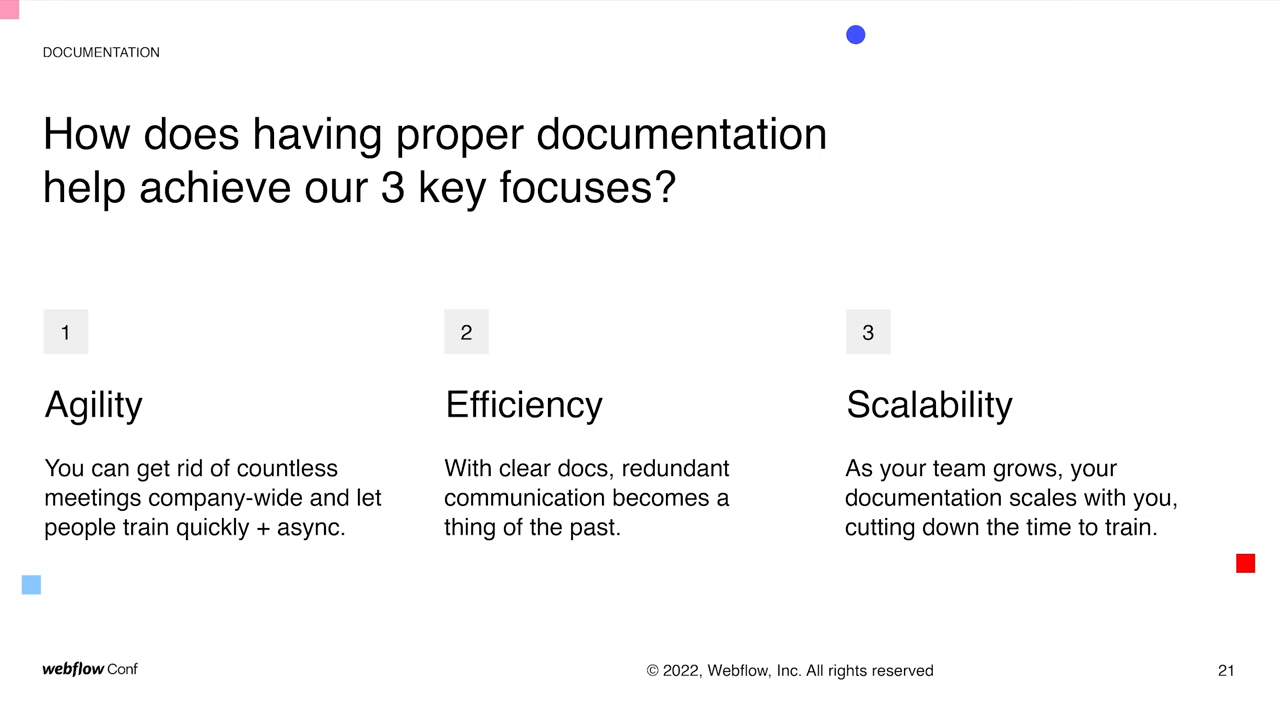 DOCUMENTATION
How does having proper documentation
help achieve our 3 key focuses?
1
Agility
You can get rid of countless
meetings company-wide and let
people train quickly + async.
2
Efficiency
With clear docs, redundant
communication becomes a
thing of the past.
3
Scalability
As your team grows, your
documentation scales with you,
cutting down the time to train.
webflow Conf
© 2022, Webflow, Inc. All rights reserved
21